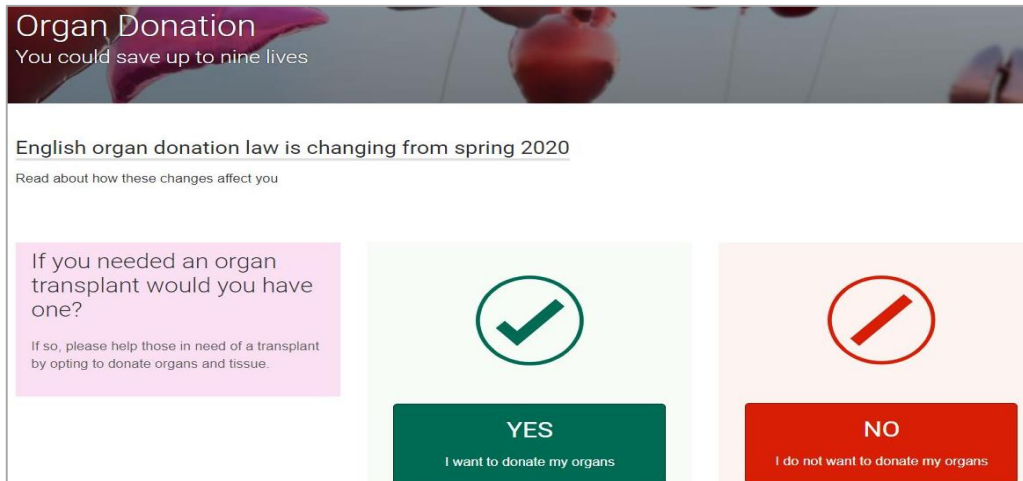 Organ Donation
You could save up to nine lives
English organ donation law is changing from spring 2020
Read about how these changes affect you
If you needed an organ
transplant would you have
one?
If so, please help those in need of a transplant
by opting to donate organs and tissue.
YES
I want to donate my organs
NO
I do not want to donate my organs